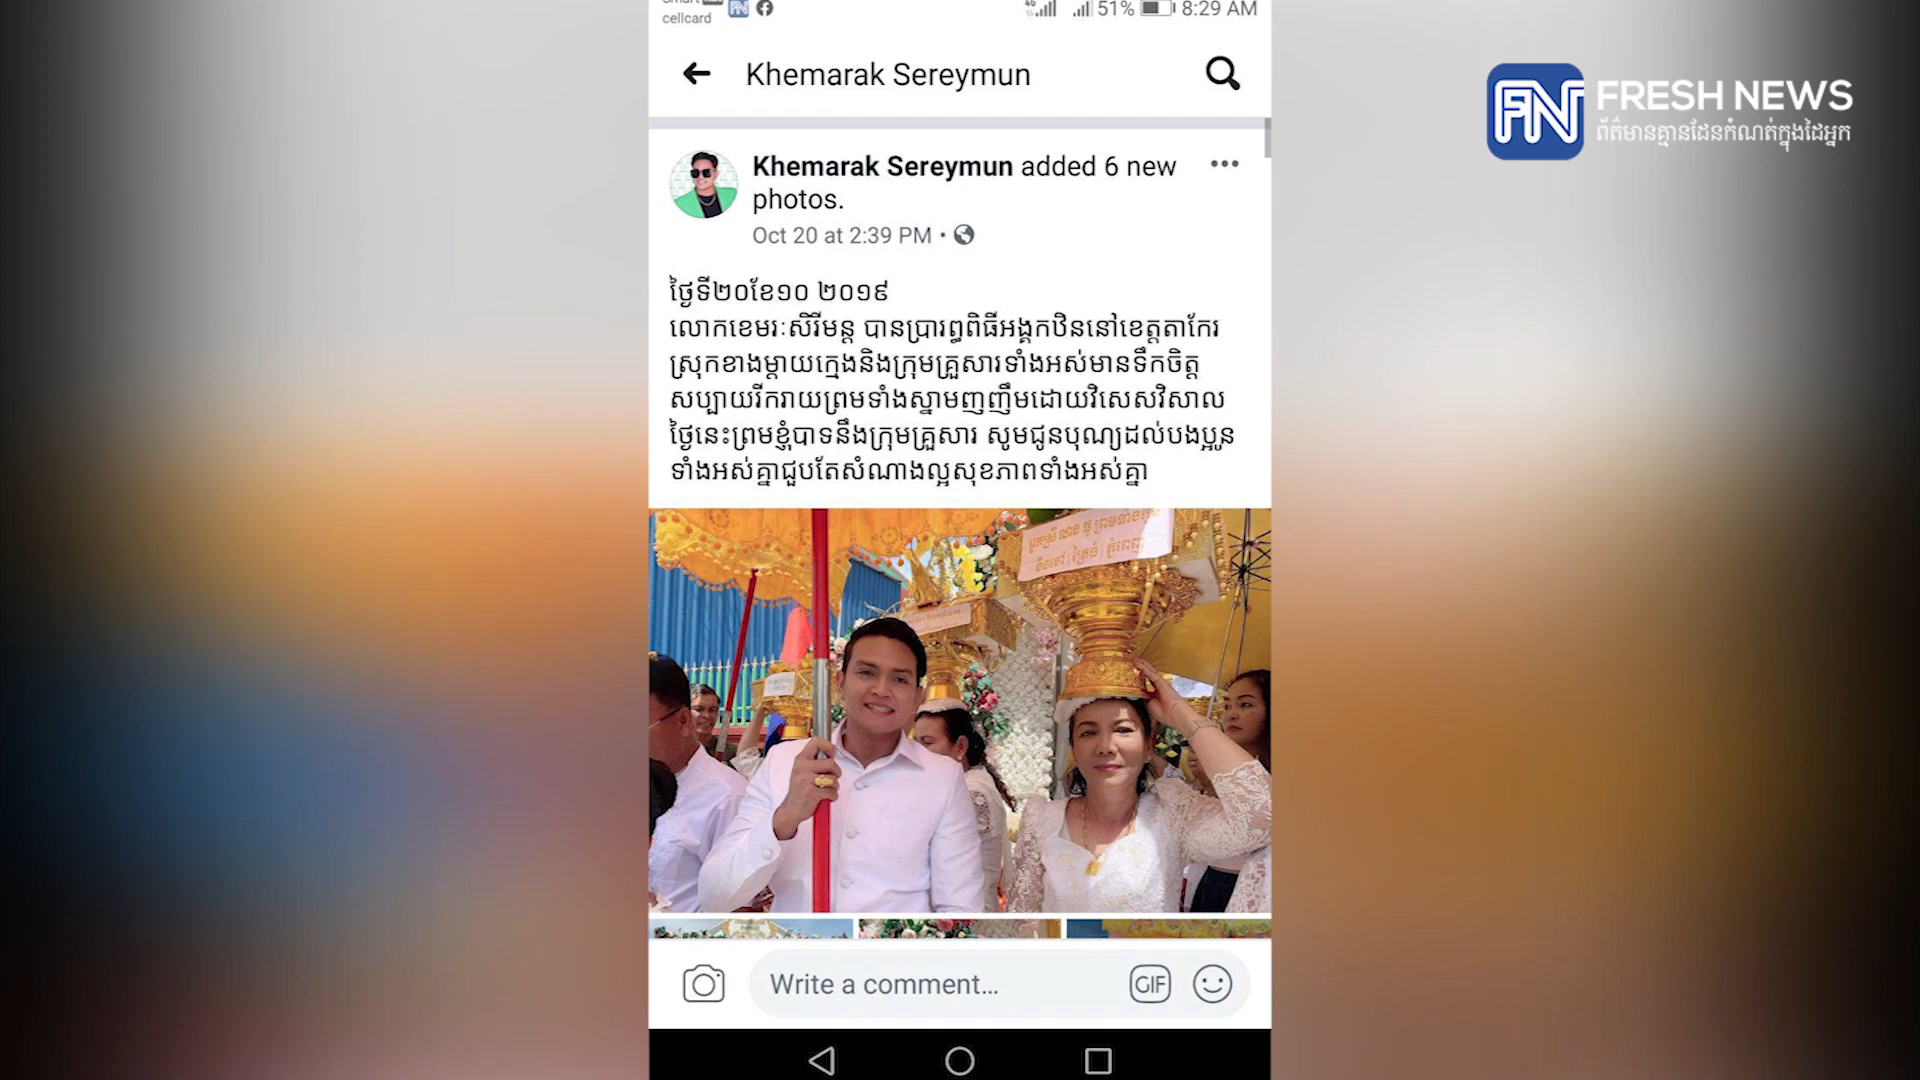 cellcard
51%
8:29 AM
Khemarak Sereymun
FN
FRESH NEWS
ព័ត៌មានគ្មានដែនកំណត់ក្នុងដៃអ្នក
Khemarak Sereymun added 6 new
photos.
Oct 20 at 2:39 PM •
ថ្ងៃទី២០ខែ១០ ២០១៩
លោកខេមរៈសិរីមន្ត បានប្រារព្ធពិធីអង្គកឋិននៅខេត្តតាកែរ
ស្រុកខាងម្តាយក្មេងនិងក្រុមគ្រួសារទាំងអស់មានទឹកចិត្ត
សប្បាយរីករាយព្រមទាំងស្នាមញញឹមដោយវិសេសវិសាល
ថ្ងៃនេះព្រមខ្ញុំបាទនឹងក្រុមគ្រួសារ សូមជូនបុណ្យដល់បងប្អូន
ទាំងអស់គ្នាជួបតែសំណាងល្អសុខភាពទាំងអស់គ្នា
Write a comment...
GIF